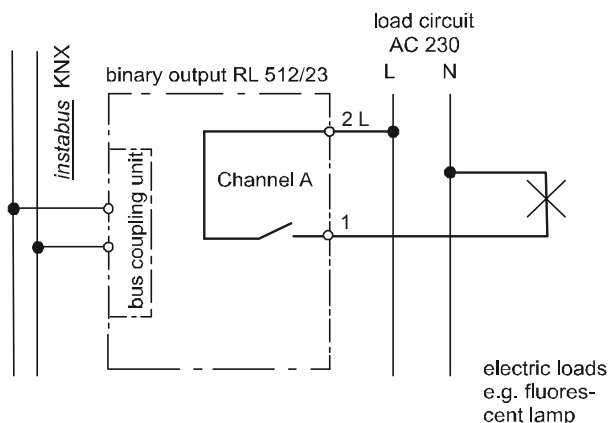 load circuit
AC 230
L N
binary output RL 512/23
instabus KNX
2 L
Channel A
bus coupling unit
1
electric loads
e.g. fluores-
cent lamp